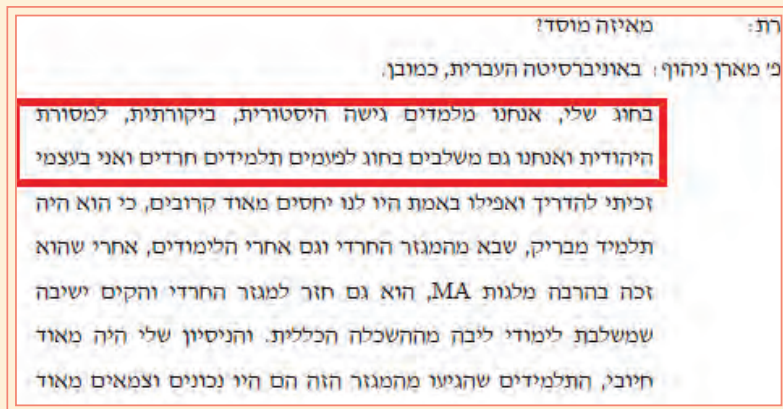 רת: מאיזה מוסד?
פ' מארן ניהוף: באוניברסיטה העברית, כמובן.
בחוג שלי, אנחנו מלמדים גישה היסטורית, ביקורתית, למסורת
היהודית ואנחנו גם משלבים בחוג לפעמים תלמידים חרדים ואני בעצמי
זכיתי להדריך ואפילו באמת היו לנו יחסים מאוד קרובים, כי הוא היה
תלמיד מבריק, שבא מהמגזר החרדי וגם אחרי הלימודים, אחרי שהוא
זכה בהרבה מלגות MA, הוא גם חזר למגזר החרדי והקים ישיבה
שמשלבת לימודי ליבה מההשכלה הכללית. והניסיון שלי היה מאוד
חיובי, התלמידים שהגיעו מהמגזר הזה הם היו נכונים וצמאים מאוד